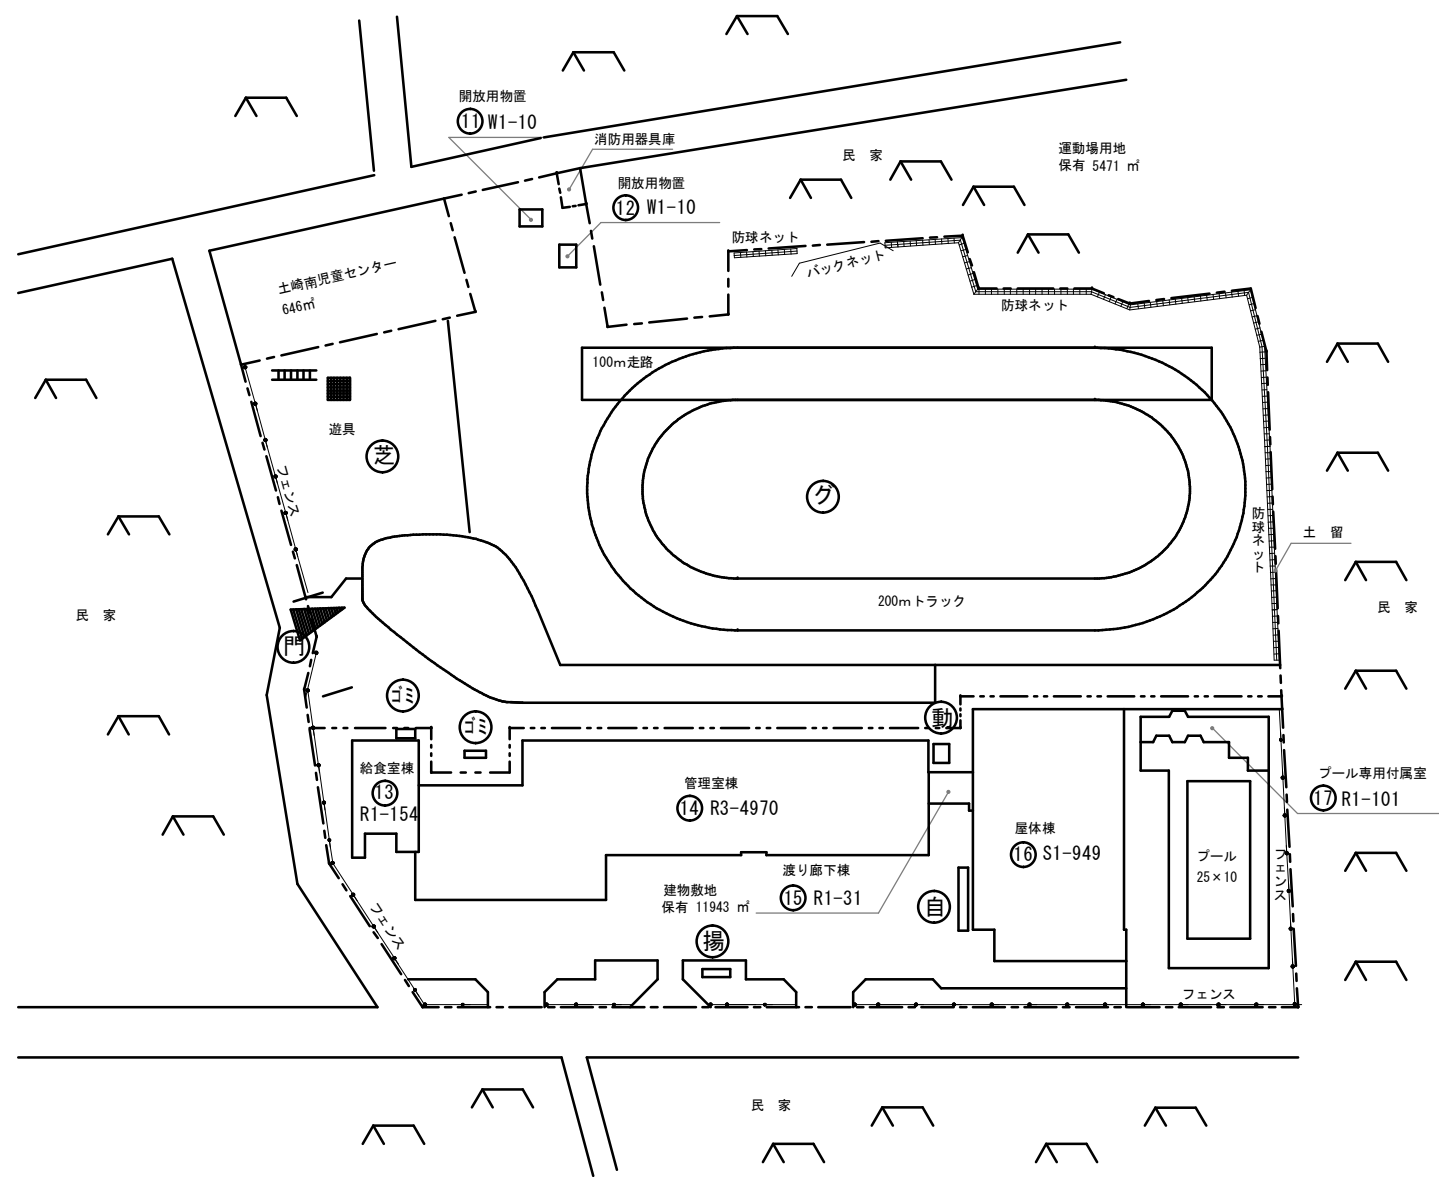 開放用物置
⑪ W1-10
消防用器具庫
開放用物置
⑫ W1-10
民 家
運動場用地
保有 5471 ㎡
防球ネット
バックネット
防球ネット
土崎南児童センター
646㎡
100m走路
遊具
芝
フェンス
グ
防球ネット
土 留
200mトラック
民 家
民 家
門
ゴミ
ゴミ
動
給食室棟
⑬
R1-154
管理室棟
⑭ R3-4970
プール専用付属室
⑰ R1-101
屋体棟
⑯ S1-949
プール
25×10
フェンス
渡り廊下棟
⑮ R1-31
建物敷地
保有 11943 ㎡
自
フェンス
揚
フェンス
民 家